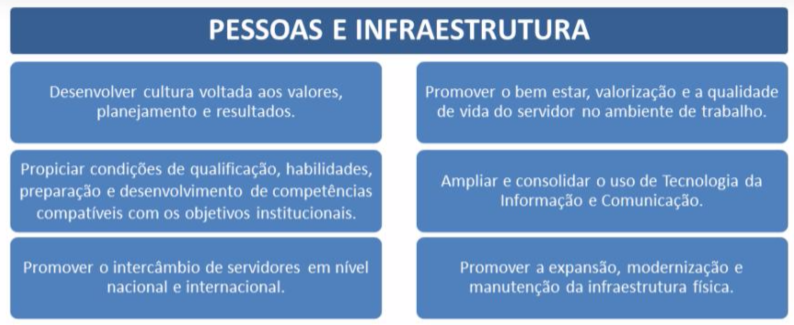 PESSOAS E INFRAESTRUTURA
Desenvolver cultura voltada aos valores,
planejamento e resultados.
Promover o bem estar, valorização e a qualidade
de vida do servidor no ambiente de trabalho.
Propiciar condições de qualificação, habilidades,
preparação e desenvolvimento de competências
compatíveis com os objetivos institucionais.
Ampliar e consolidar o uso de Tecnologia da
Informação e Comunicação.
Promover o intercâmbio de servidores em nível
nacional e internacional.
Promover a expansão, modernização e
manutenção da infraestrutura física.